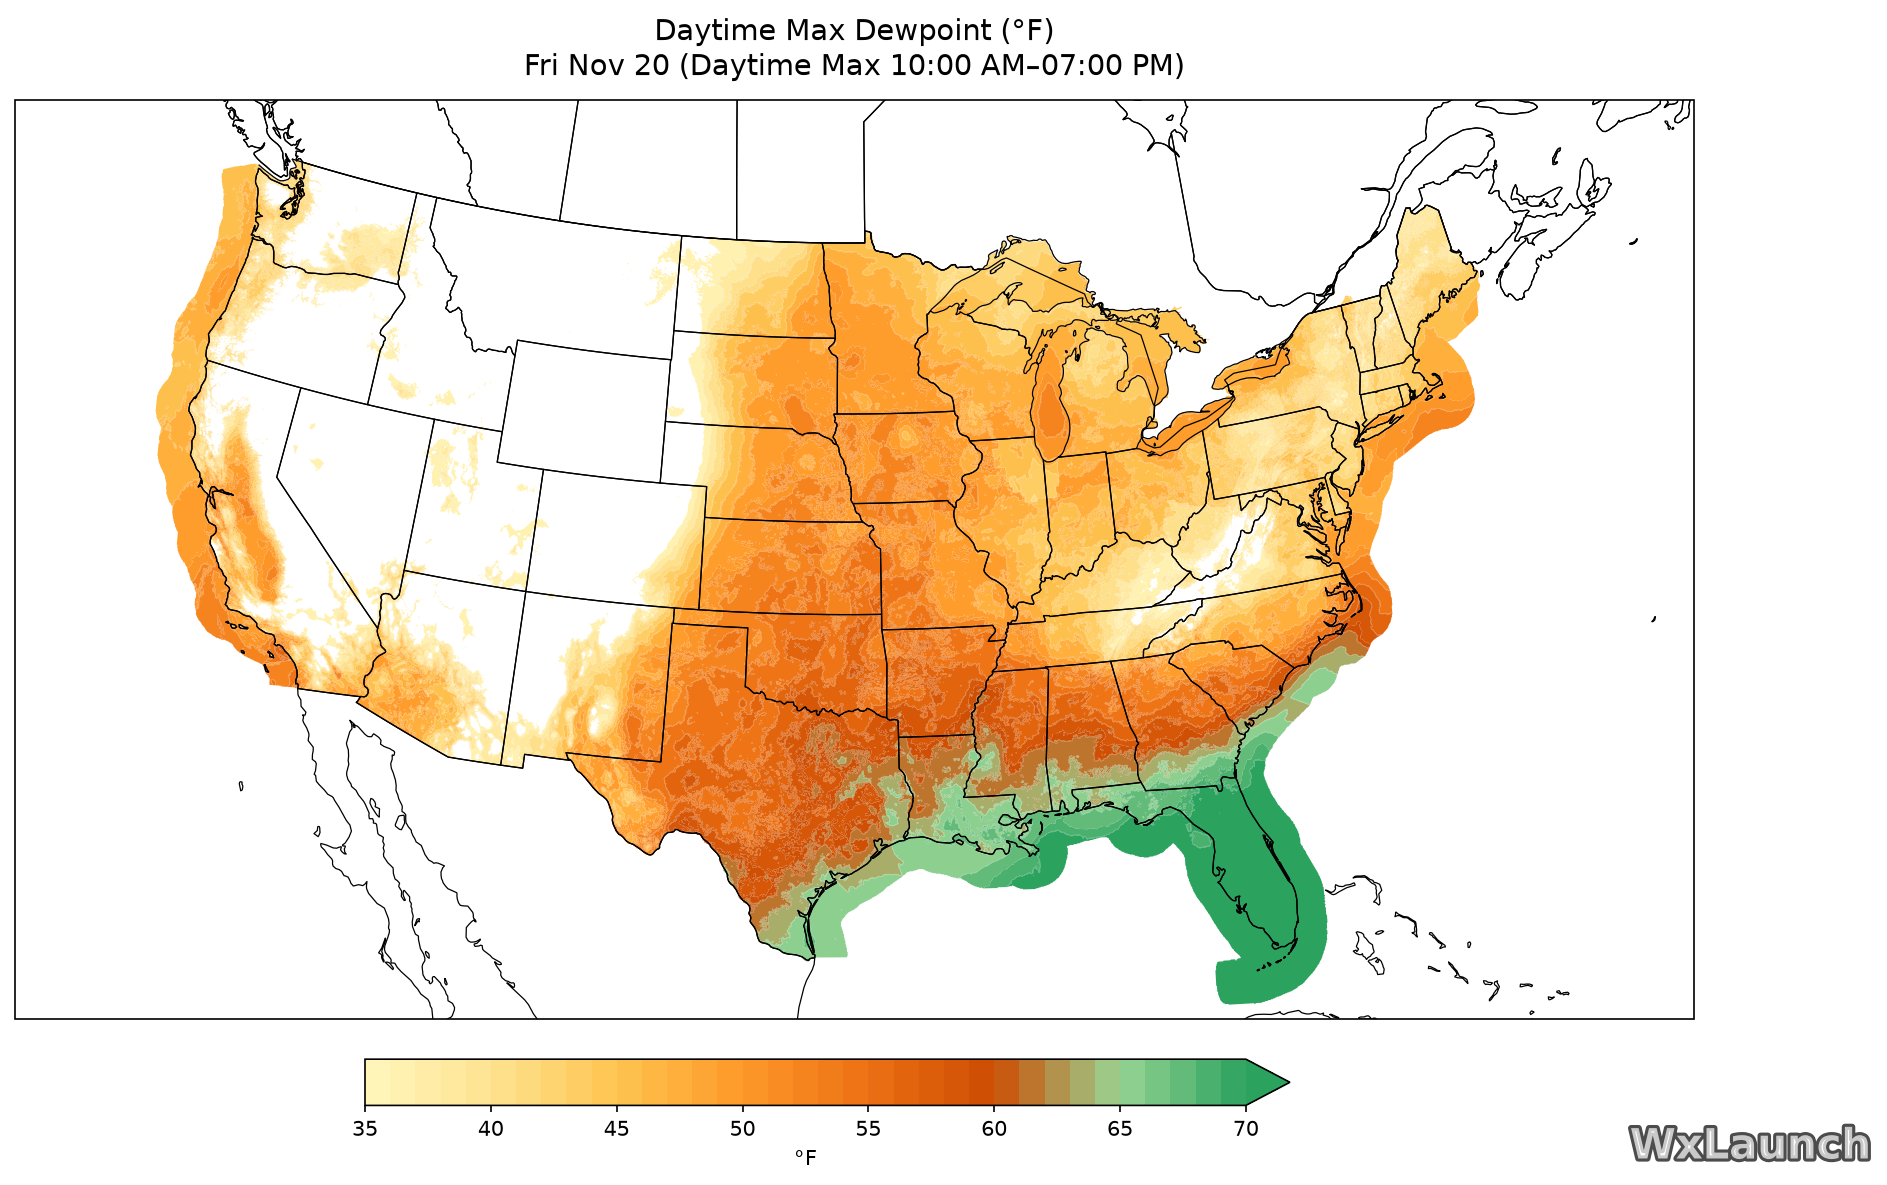 Daytime Max Dewpoint (°F)
Fri Nov 20 (Daytime Max 10:00 AM–07:00 PM)
35 40 45 50 55 60 65 70
°F
WxLaunch